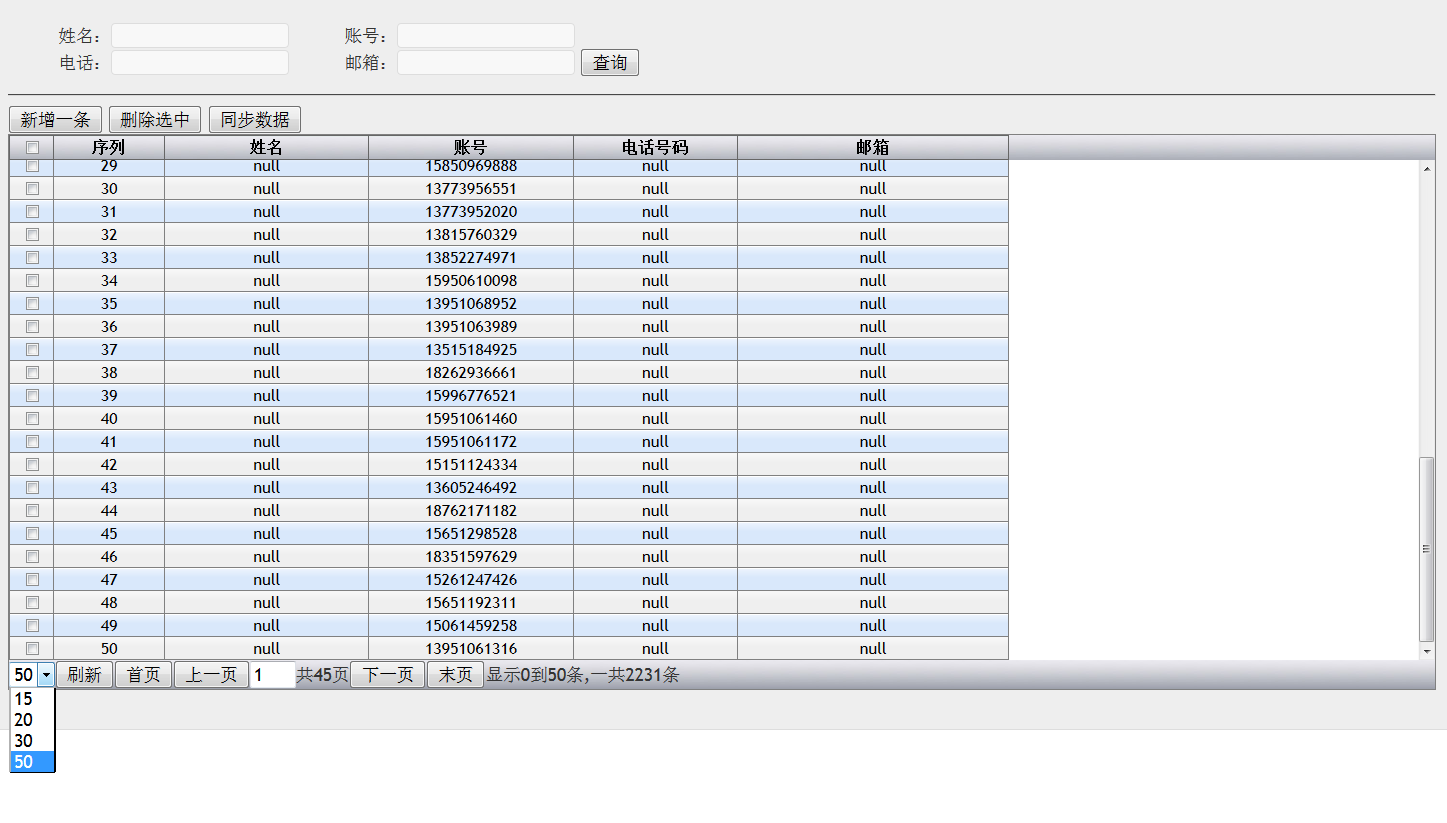 姓名： 账号：
电话： 邮箱： 查询
新增一条 删除选中 同步数据
序列 姓名 账号 电话号码 邮箱
29 null 15850969888 null null
30 null 13773956551 null null
31 null 13773952020 null null
32 null 13815760329 null null
33 null 13852274971 null null
34 null 15950610098 null null
35 null 13951068952 null null
36 null 13951063989 null null
37 null 13515184925 null null
38 null 18262936661 null null
39 null 15996776521 null null
40 null 15951061460 null null
41 null 15951061172 null null
42 null 15151124334 null null
43 null 13605246492 null null
44 null 18762171182 null null
45 null 15651298528 null null
46 null 18351597629 null null
47 null 15261247426 null null
48 null 15651192311 null null
49 null 15061459258 null null
50 null 13951061316 null null
50 刷新 首页 上一页 1 共45页 下一页 末页 显示0到50条,一共2231条
15
20
30
50